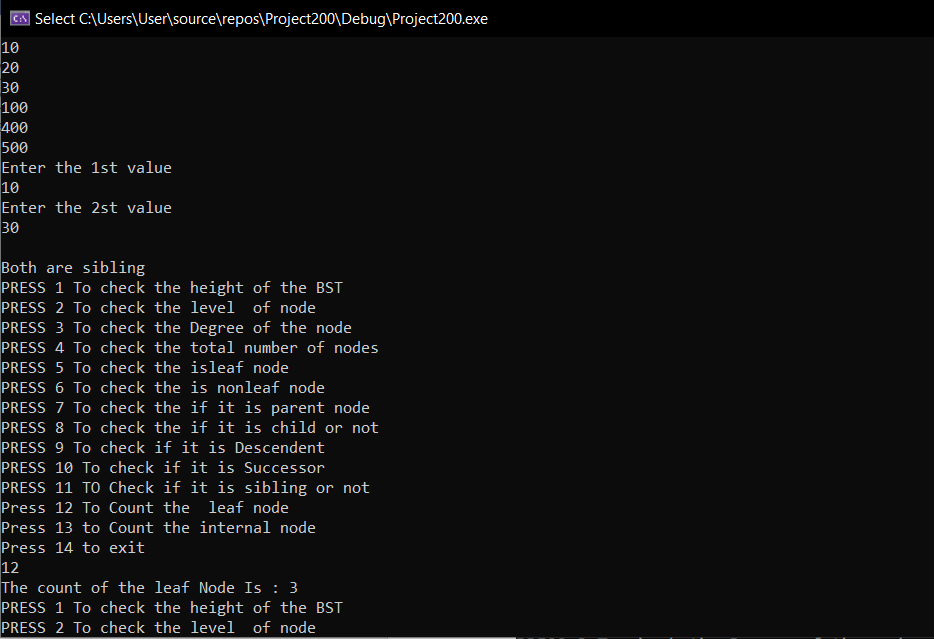 Select C:\Users\User\source\repos\Project200\Debug\Project200.exe
10
20
30
100
400
500
Enter the 1st value
10
Enter the 2st value
30
Both are sibling
PRESS 1 To check the height of the BST
PRESS 2 To check the level  of node
PRESS 3 To check the Degree of the node
PRESS 4 To check the total number of nodes
PRESS 5 To check the isleaf node
PRESS 6 To check the is nonleaf node
PRESS 7 To check the if it is parent node
PRESS 8 To check the if it is child or not
PRESS 9 To check if it is Descendent
PRESS 10 To check if it is Successor
PRESS 11 TO Check if it is sibling or not
Press 12 To Count the  leaf node
Press 13 to Count the internal node
Press 14 to exit
12
The count of the leaf Node Is : 3
PRESS 1 To check the height of the BST
PRESS 2 To check the level  of node